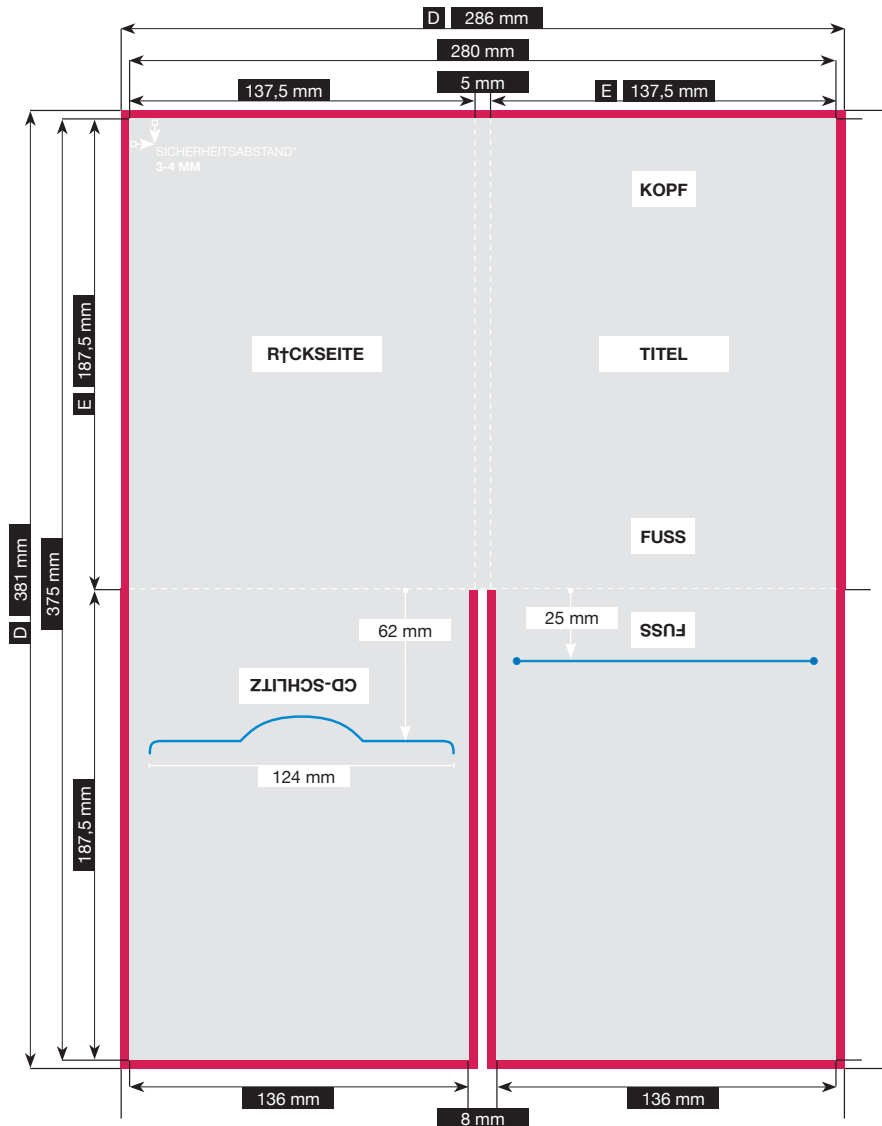 D 286 mm
280 mm
5 mm
137,5 mm
E 137,5 mm
SICHERHEITSABSTAND*
3-4 MM
KOPF
187,5 mm
E
R†CKSEITE
TITEL
FUSS
381 mm
D
375 mm
62 mm
25 mm
FUSS
CD-SCHLITZ
124 mm
187,5 mm
136 mm
136 mm
8 mm